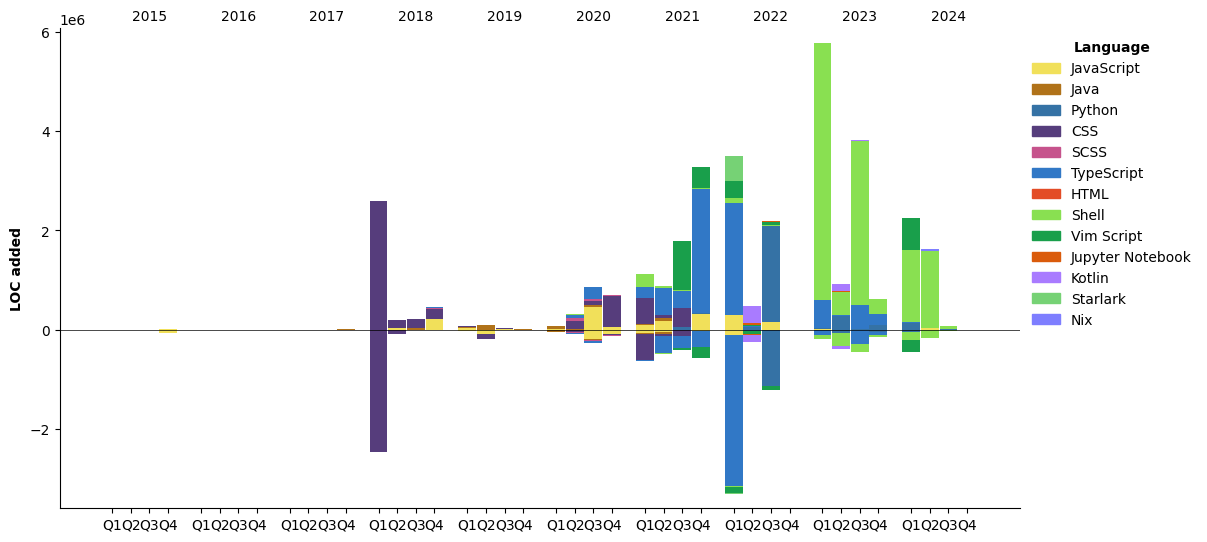 2015 2016 2017 2018 2019 2020 2021 2022 2023 2024
1e6
6
4
2
0
−2
LOC added
Q1Q2Q3Q4 Q1Q2Q3Q4 Q1Q2Q3Q4 Q1Q2Q3Q4 Q1Q2Q3Q4 Q1Q2Q3Q4 Q1Q2Q3Q4 Q1Q2Q3Q4 Q1Q2Q3Q4 Q1Q2Q3Q4
Language
JavaScript
Java
Python
CSS
SCSS
TypeScript
HTML
Shell
Vim Script
Jupyter Notebook
Kotlin
Starlark
Nix